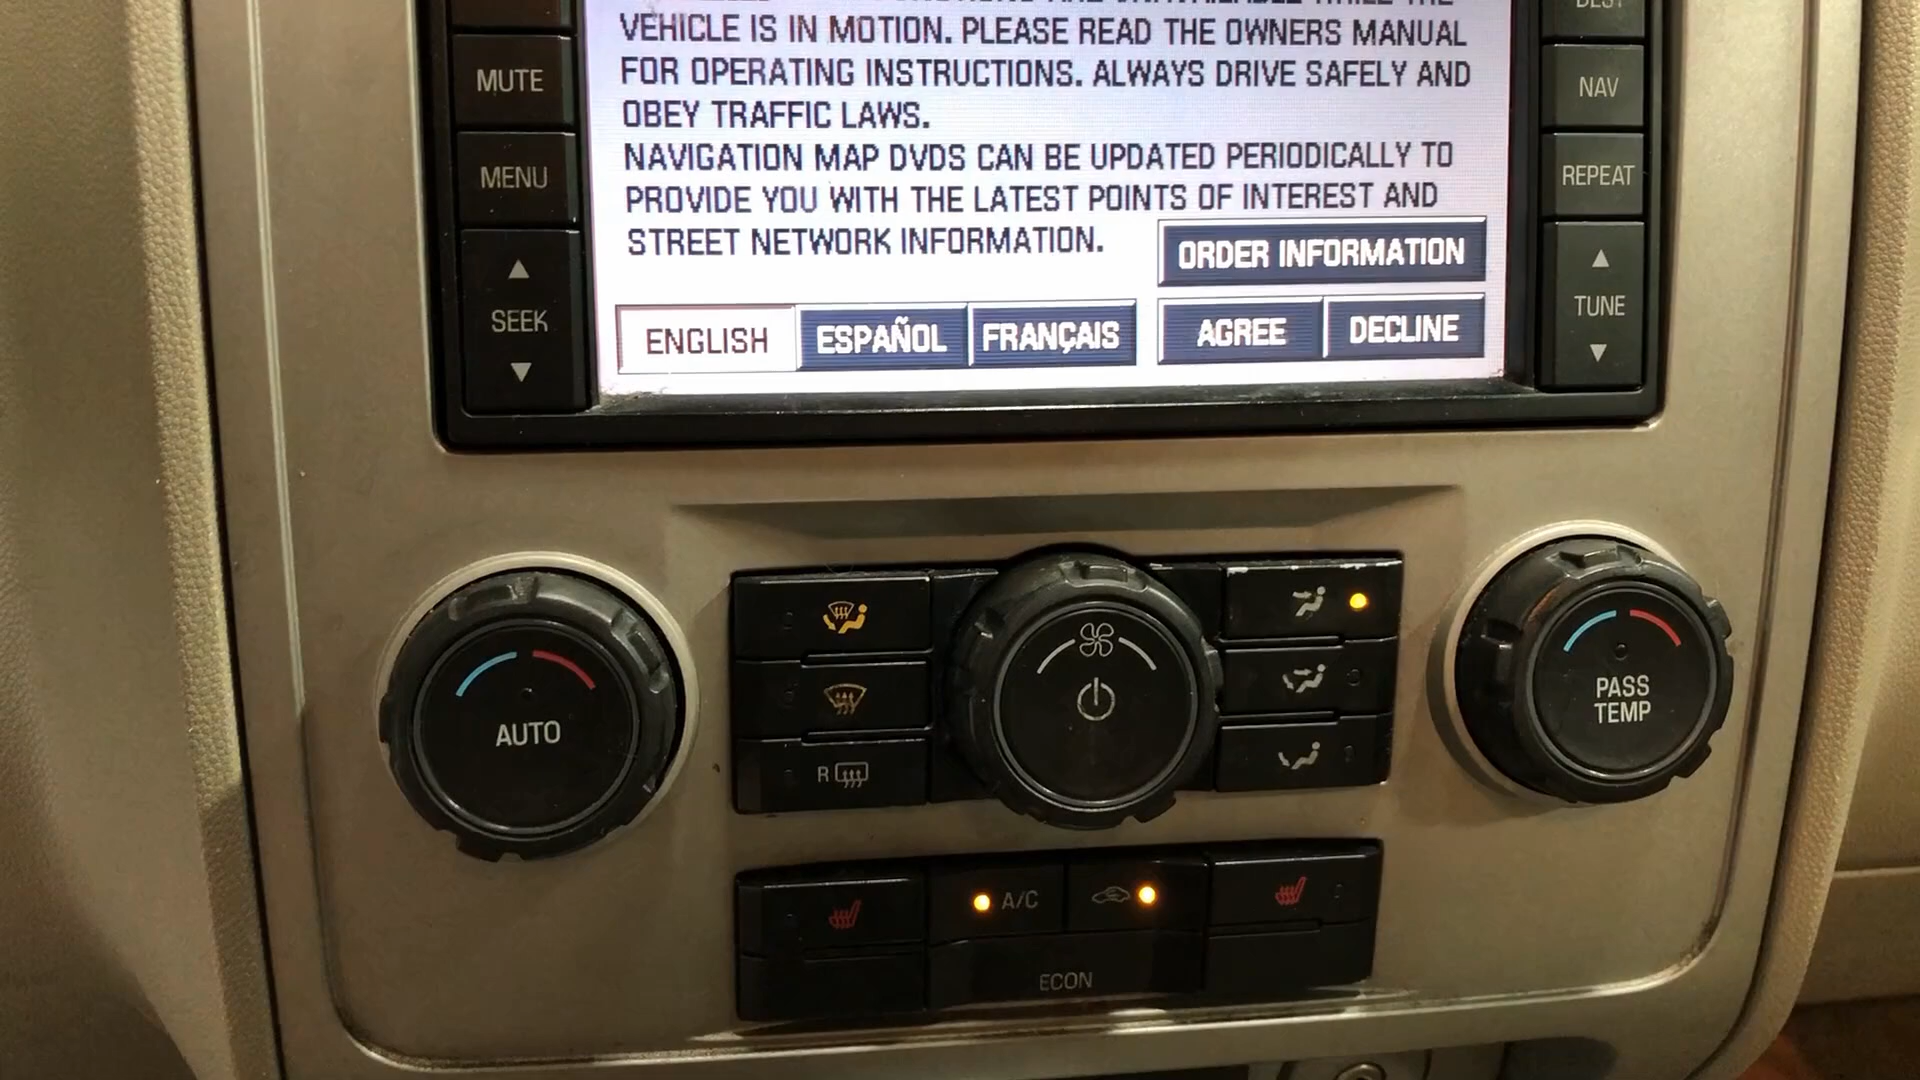 VEHICLE IS IN MOTION. PLEASE READ THE OWNERS MANUAL
FOR OPERATING INSTRUCTIONS. ALWAYS DRIVE SAFELY AND
OBEY TRAFFIC LAWS.
NAVIGATION MAP DVDS CAN BE UPDATED PERIODICALLY TO
PROVIDE YOU WITH THE LATEST POINTS OF INTEREST AND
STREET NETWORK INFORMATION.
ORDER INFORMATION
ENGLISH ESPAÑOL FRANÇAIS AGREE DECLINE
MUTE
MENU
SEEK
NAV
REPEAT
TUNE
AUTO
R
PASS
TEMP
A/C
ECON